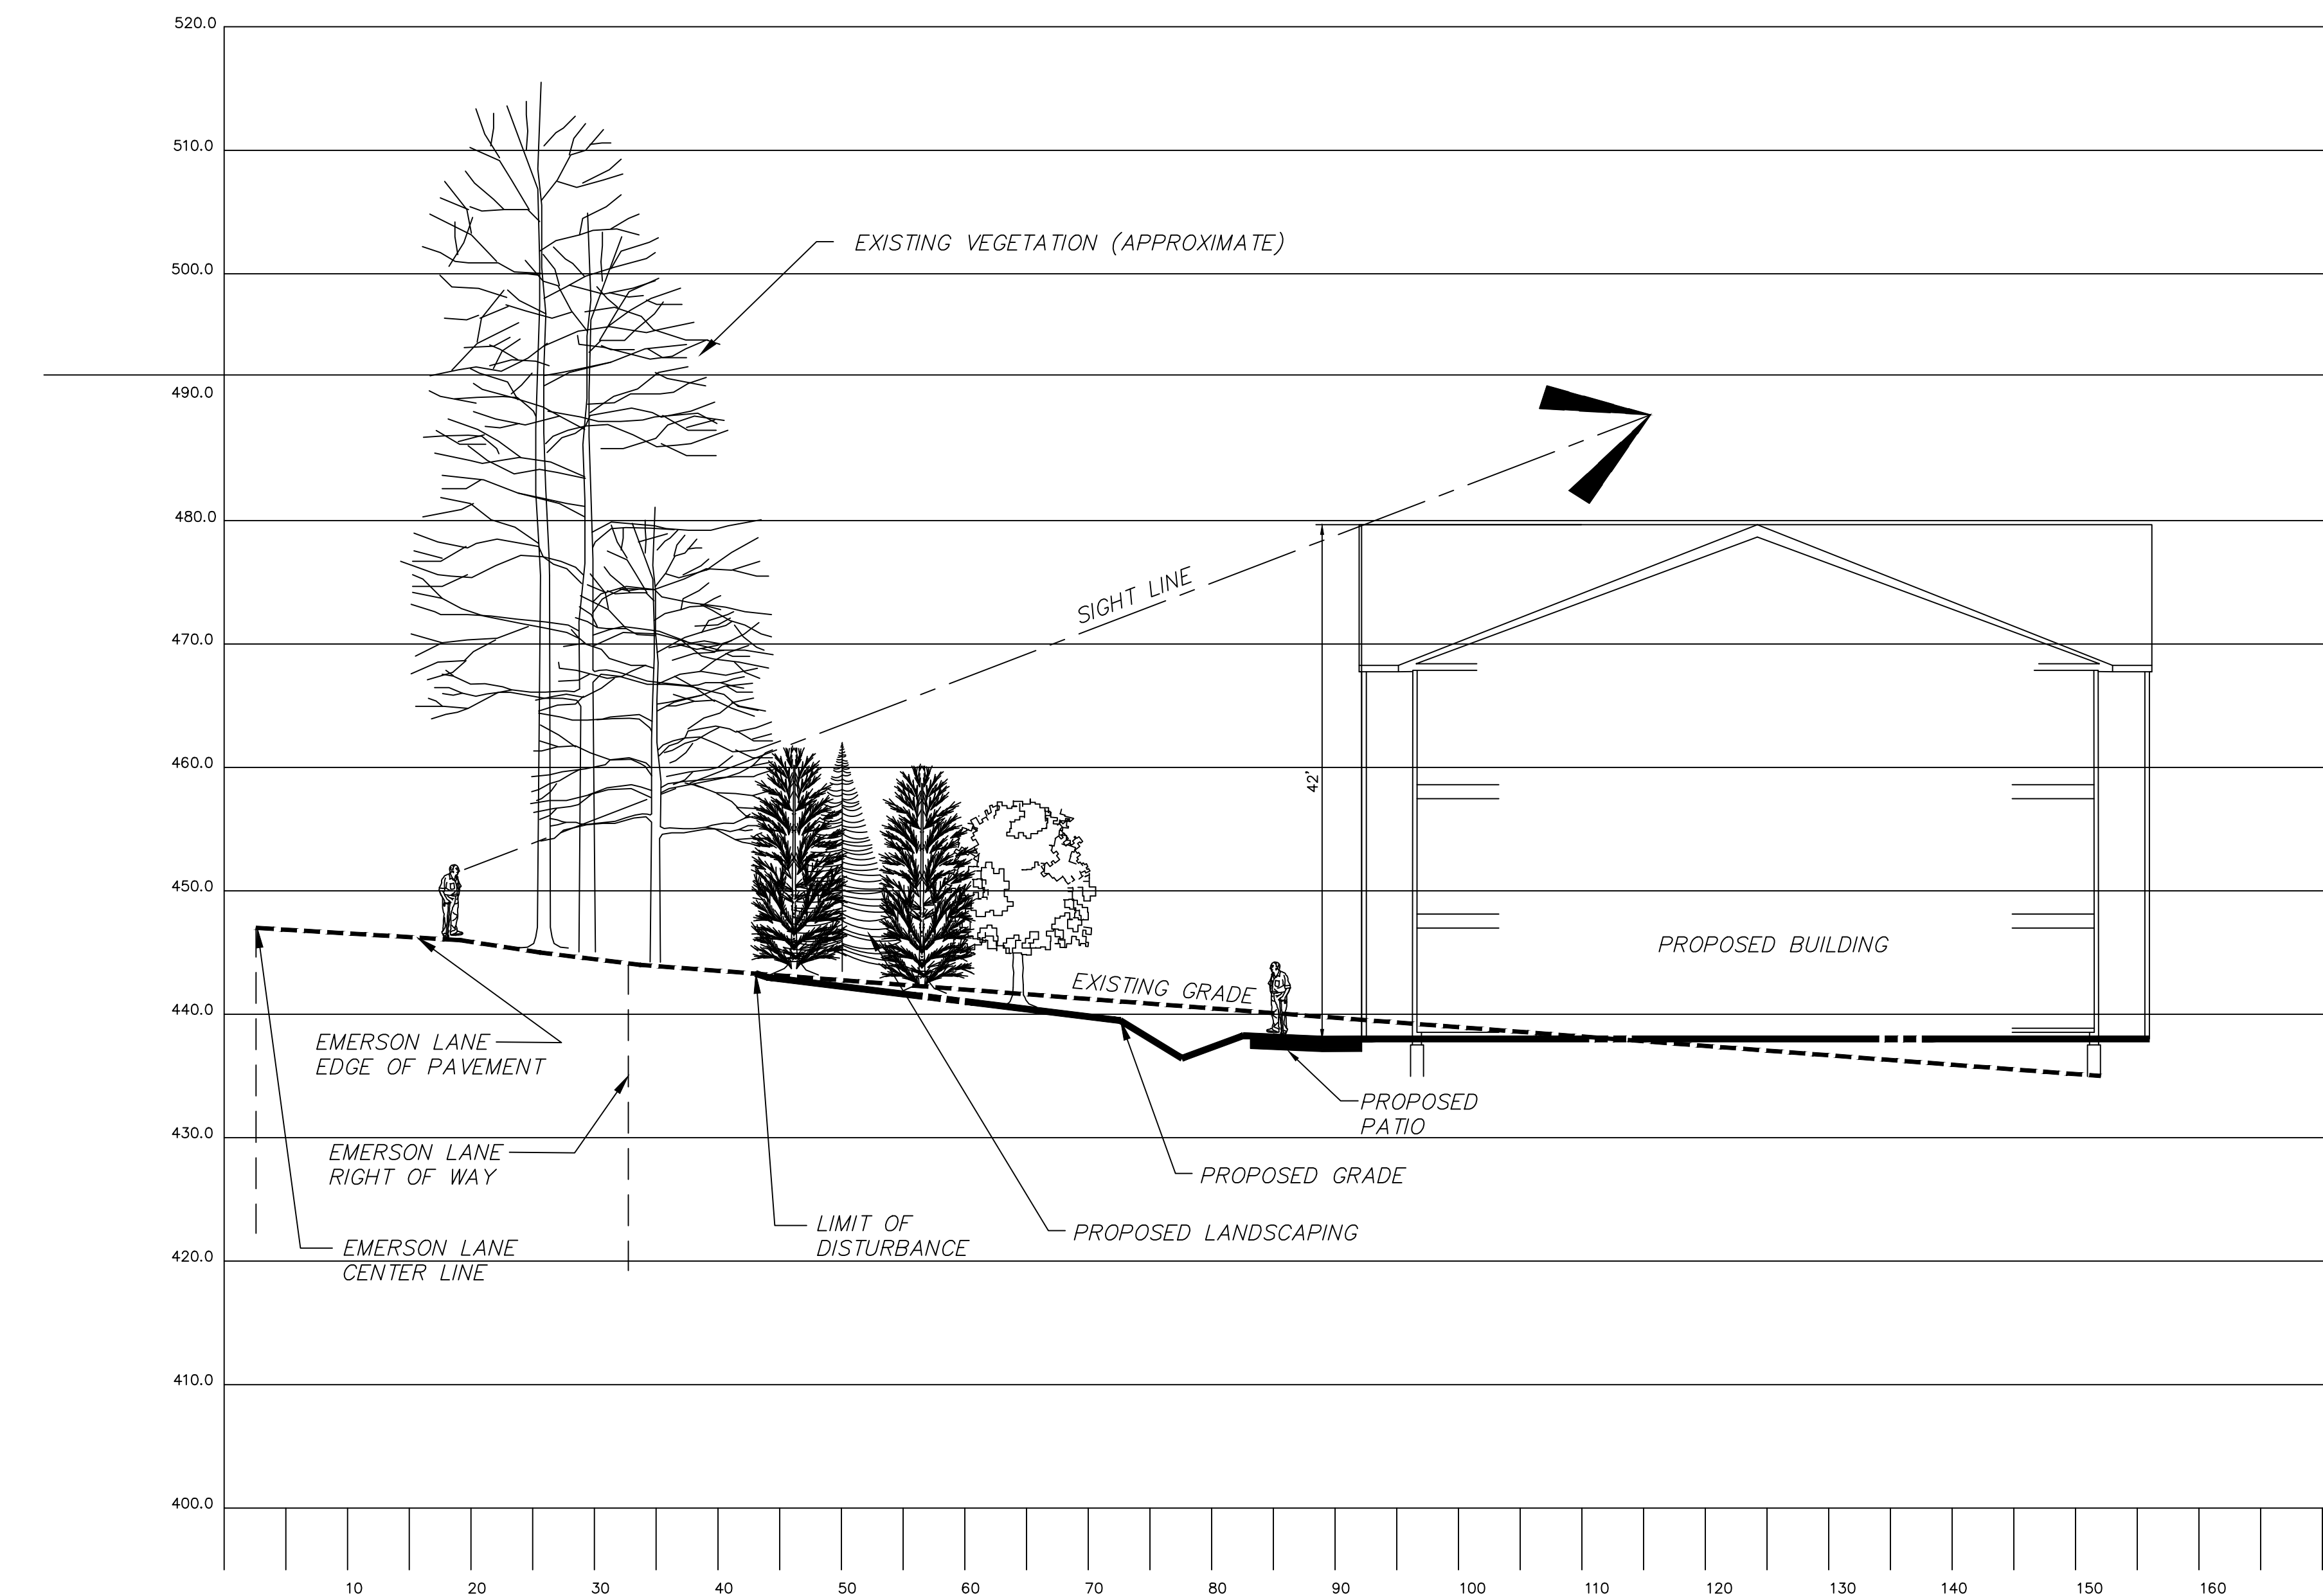 520.0
510.0
EXISTING VEGETATION (APPROXIMATE)
500.0
490.0
480.0
SIGHT LINE
470.0
42'
460.0
450.0
PROPOSED BUILDING
EXISTING GRADE
440.0
EMERSON LANE
EDGE OF PAVEMENT
PROPOSED
PATIO
430.0
EMERSON LANE
RIGHT OF WAY
PROPOSED GRADE
LIMIT OF
DISTURBANCE
PROPOSED LANDSCAPING
EMERSON LANE
CENTER LINE
420.0
410.0
400.0
10 20 30 40 50 60 70 80 90 100 110 120 130 140 150 160